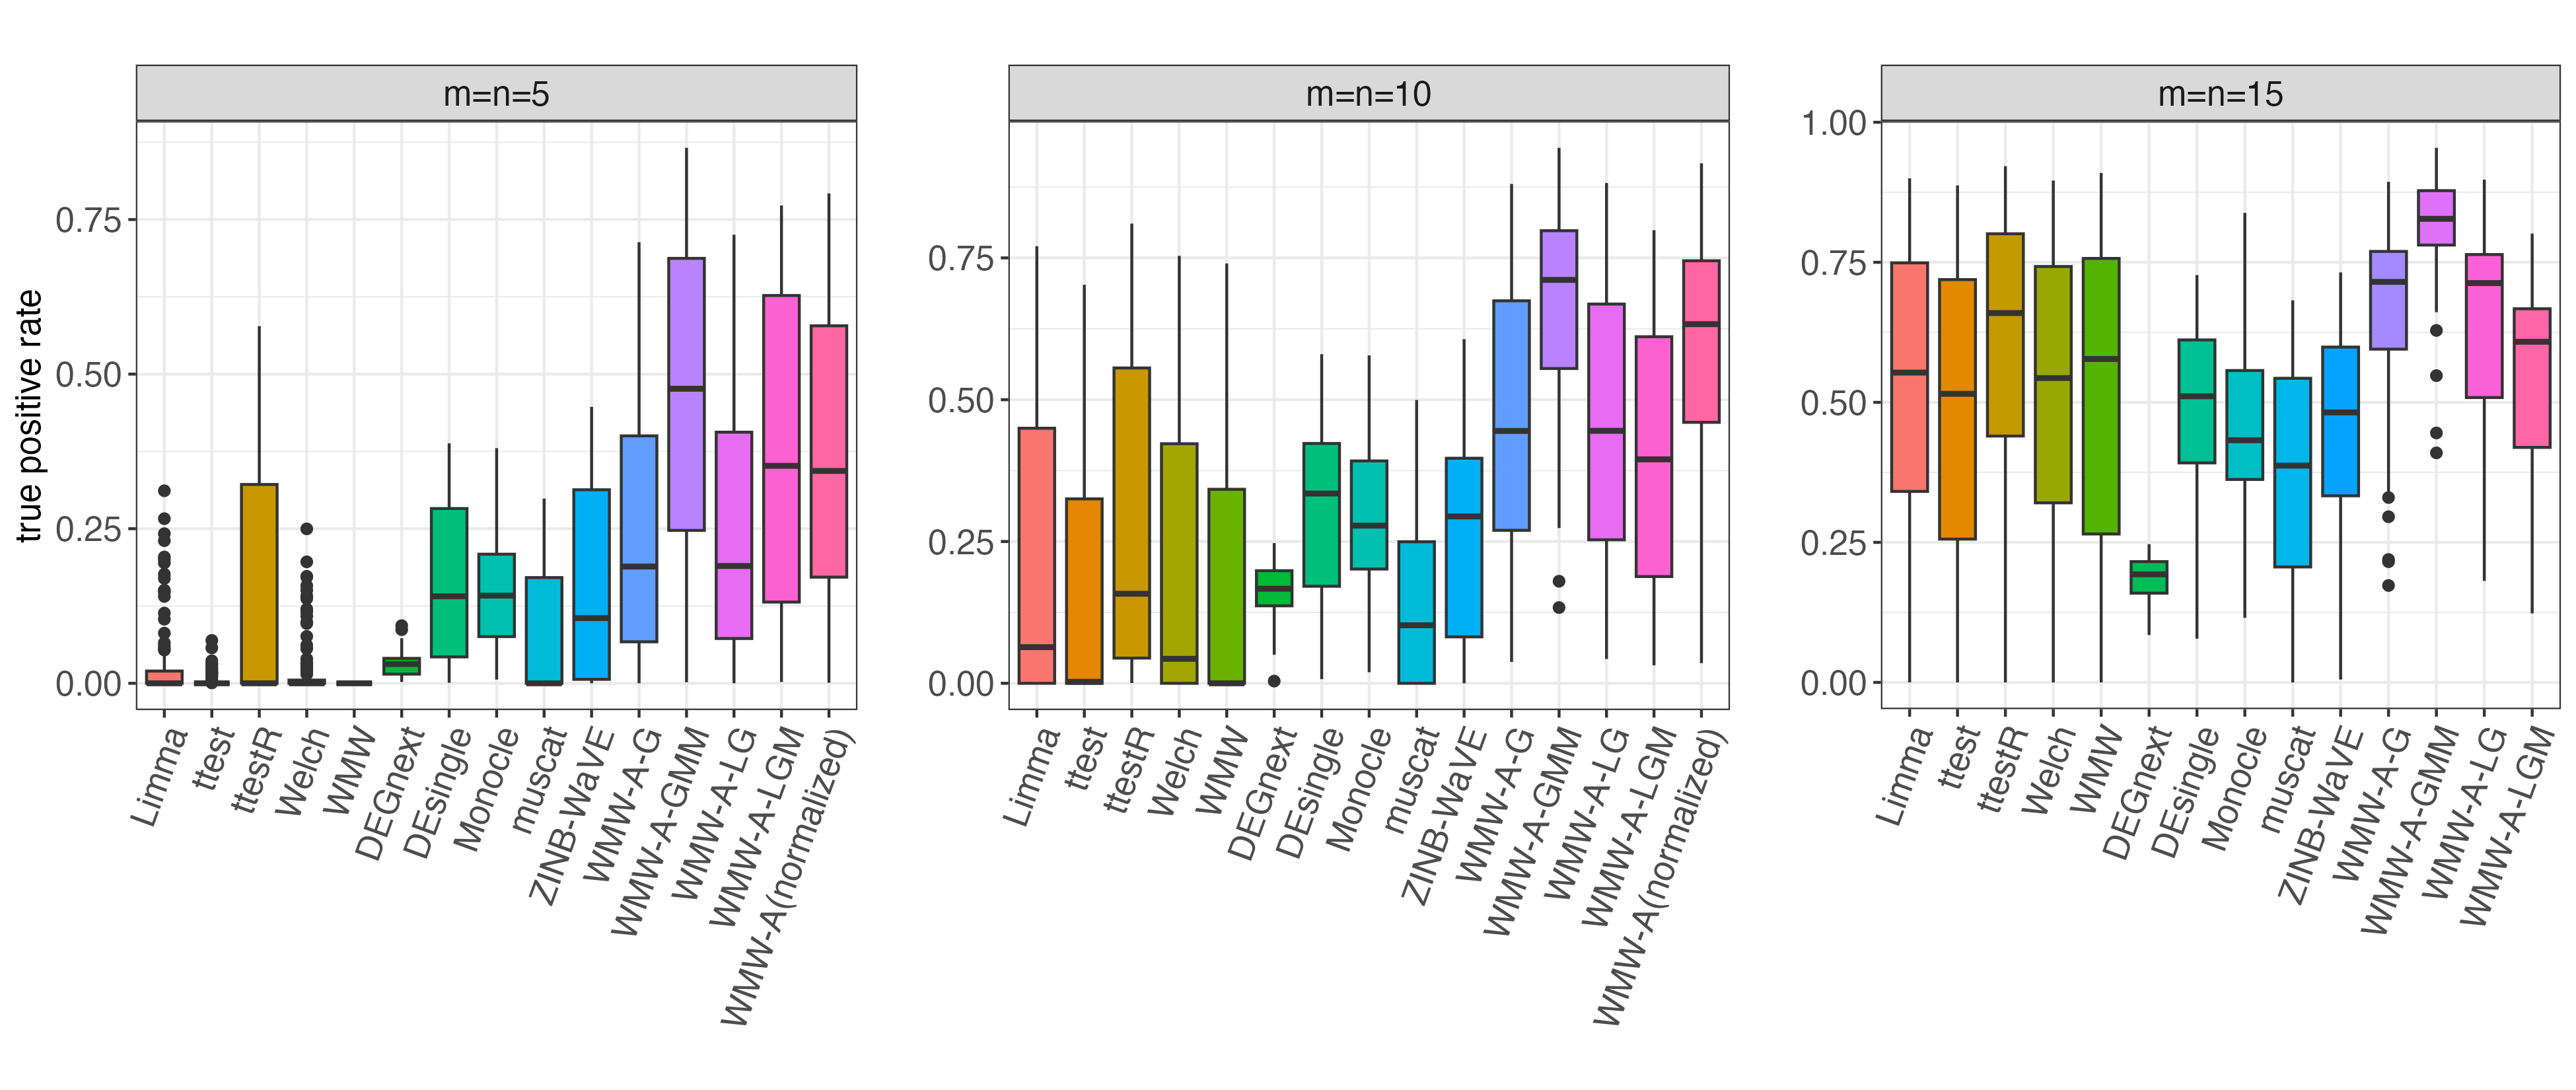 m=n=5
m=n=10
m=n=15
true positive rate
0.75
0.50
0.25
0.00
Limma
ttest
ttestR
Welch
WMW
DEGnext
DEsingle
Monocle
muscat
ZINB-WaVE
WMW-A-G
WMW-A-GMM
WMW-A-LG
WMW-A-LGM
WMW-A(normalized)
0.75
0.50
0.25
0.00
Limma
ttest
ttestR
Welch
WMW
DEGnext
DEsingle
Monocle
muscat
ZINB-WaVE
WMW-A-G
WMW-A-GMM
WMW-A-LG
WMW-A-LGM
WMW-A(normalized)
1.00
0.75
0.50
0.25
0.00
Limma
ttest
ttestR
Welch
WMW
DEGnext
DEsingle
Monocle
muscat
ZINB-WaVE
WMW-A-G
WMW-A-GMM
WMW-A-LG
WMW-A-LGM